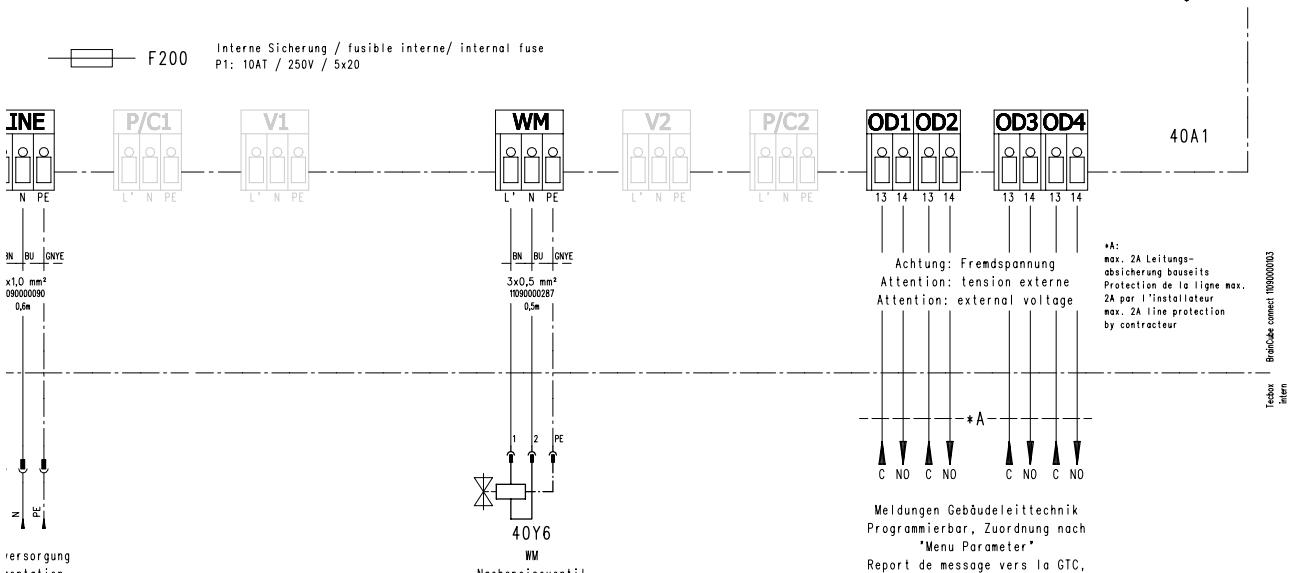 F200
Interne Sicherung / fusible interne/ internal fuse
P1: 10AT / 250V / 5x20
LINE P/C1 V1 WM V2 P/C2 OD1 OD2 OD3 OD4
40A1
N PE L' N PE L' N PE L' N PE L' N PE L' N PE 13 14 13 14 13 14 13 14
BN BU GNYE
BN BU GNYE
x1,0 mm²
090000090
0,6m
3x0,5 mm²
11090000287
0,5m
Achtung: Fremdspannung
Attention: tension externe
Attention: external voltage
*A:
max. 2A Leitungs-
absicherung bauseits
Protection de la ligne max.
2A par l'installateur
max. 2A line protection
by contracteur
BrainCube connect 11090000103
Tecbox
intern
*A
1 2 PE
N PE
C NO C NO C NO C NO
40Y6
WM
Nachspeiseventil
versorgung
Meldungen Gebäudeleittechnik
Programmierbar, Zuordnung nach
"Menu Parameter"
Report de message vers la GTC,